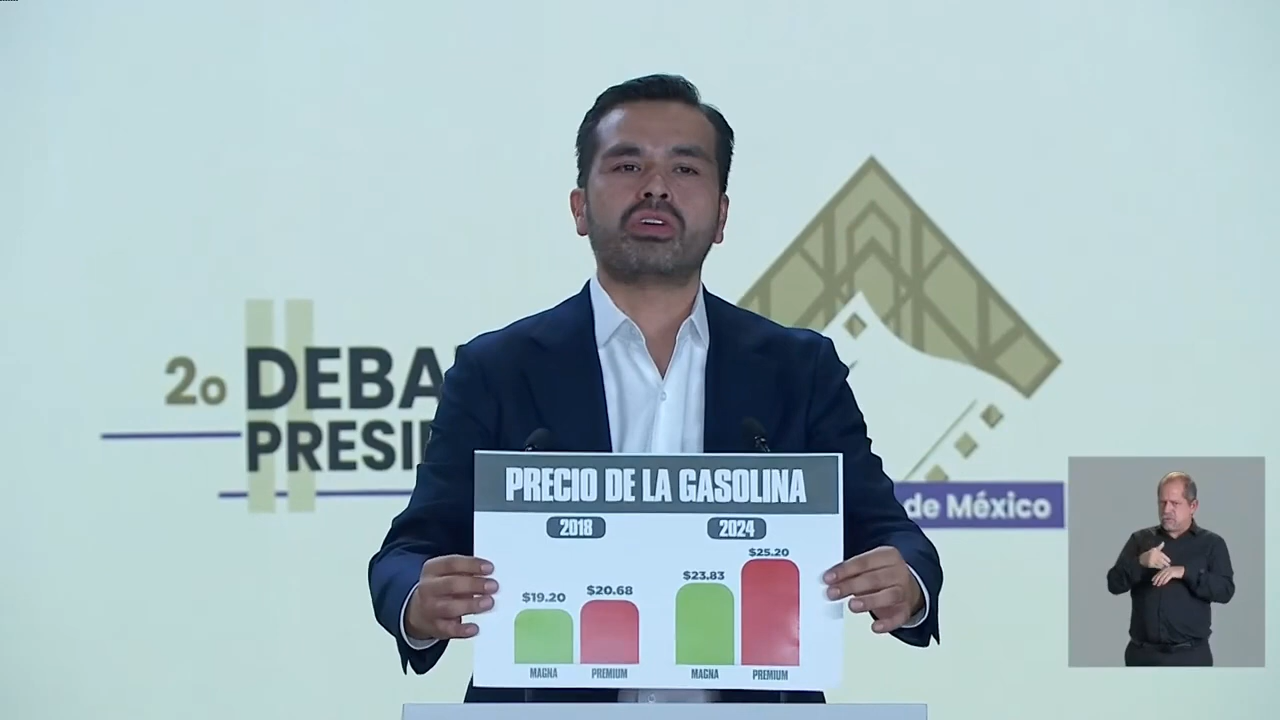 2o DEBA
PRESI
de México
PRECIO DE LA GASOLINA
2018
2024
$19.20
$20.68
$23.83
$25.20
MAGNA
PREMIUM
MAGNA
PREMIUM